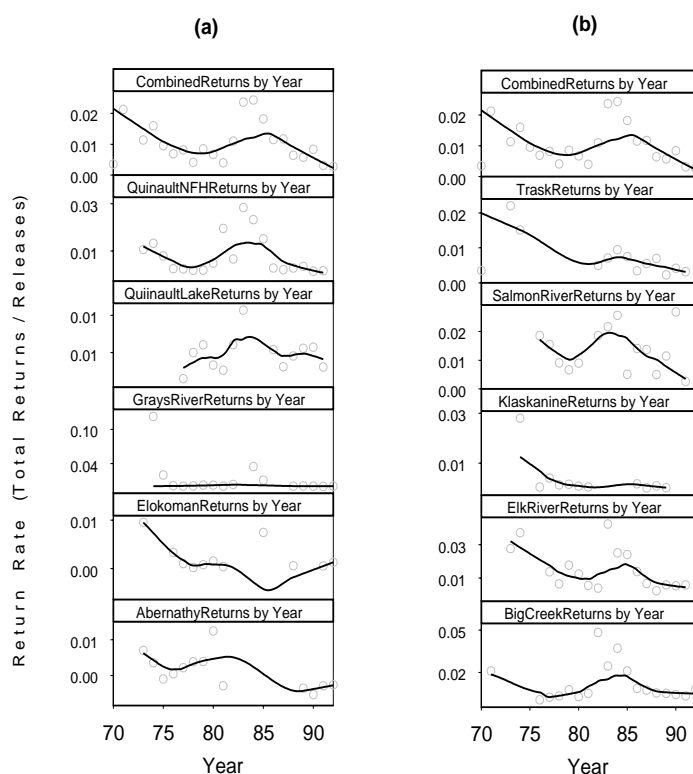 (a)
CombinedReturns by Year
0.02
0.01
0.00
QuinaultNFHReturns by Year
0.03
0.01
QuiinaultLakeReturns by Year
0.01
0.01
GraysRiverReturns by Year
0.10
0.04
ElokomanReturns by Year
0.01
0.00
AbernathyReturns by Year
0.01
0.00
70 75 80 85 90
Year
Return Rate (Total Returns / Releases)
(b)
CombinedReturns by Year
0.02
0.01
0.00
TraskReturns by Year
0.02
0.01
0.00
SalmonRiverReturns by Year
0.02
0.01
0.00
KlaskanineReturns by Year
0.03
0.01
ElkRiverReturns by Year
0.03
0.01
BigCreekReturns by Year
0.05
0.02
70 75 80 85 90
Year